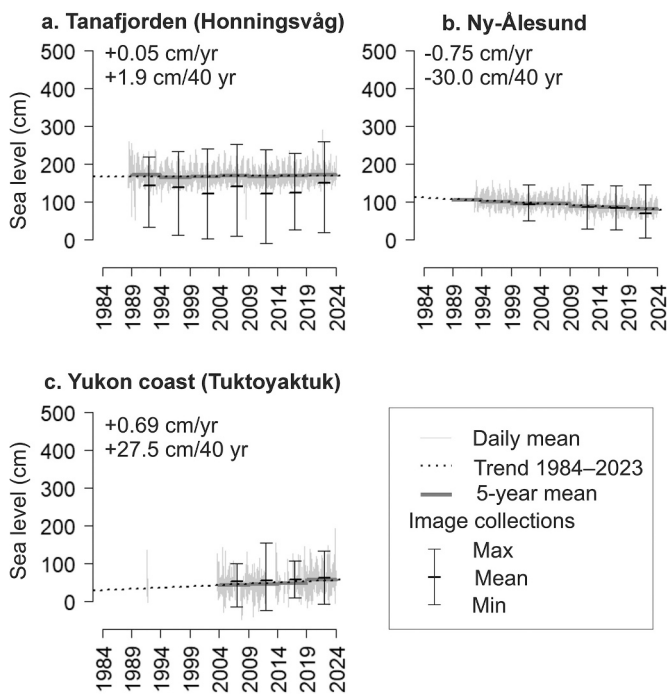 a. Tanafjorden (Honningsvåg)
+0.05 cm/yr
+1.9 cm/40 yr
Sea level (cm)
500
400
300
200
100
0
1984
1989
1994
1999
2004
2009
2014
2019
2024
b. Ny-Ålesund
-0.75 cm/yr
-30.0 cm/40 yr
500
400
300
200
100
0
1984
1989
1994
1999
2004
2009
2014
2019
2024
c. Yukon coast (Tuktoyaktuk)
+0.69 cm/yr
+27.5 cm/40 yr
Sea level (cm)
500
400
300
200
100
0
1984
1989
1994
1999
2004
2009
2014
2019
2024
Daily mean
Trend 1984–2023
5-year mean
Image collections
Max
Mean
Min